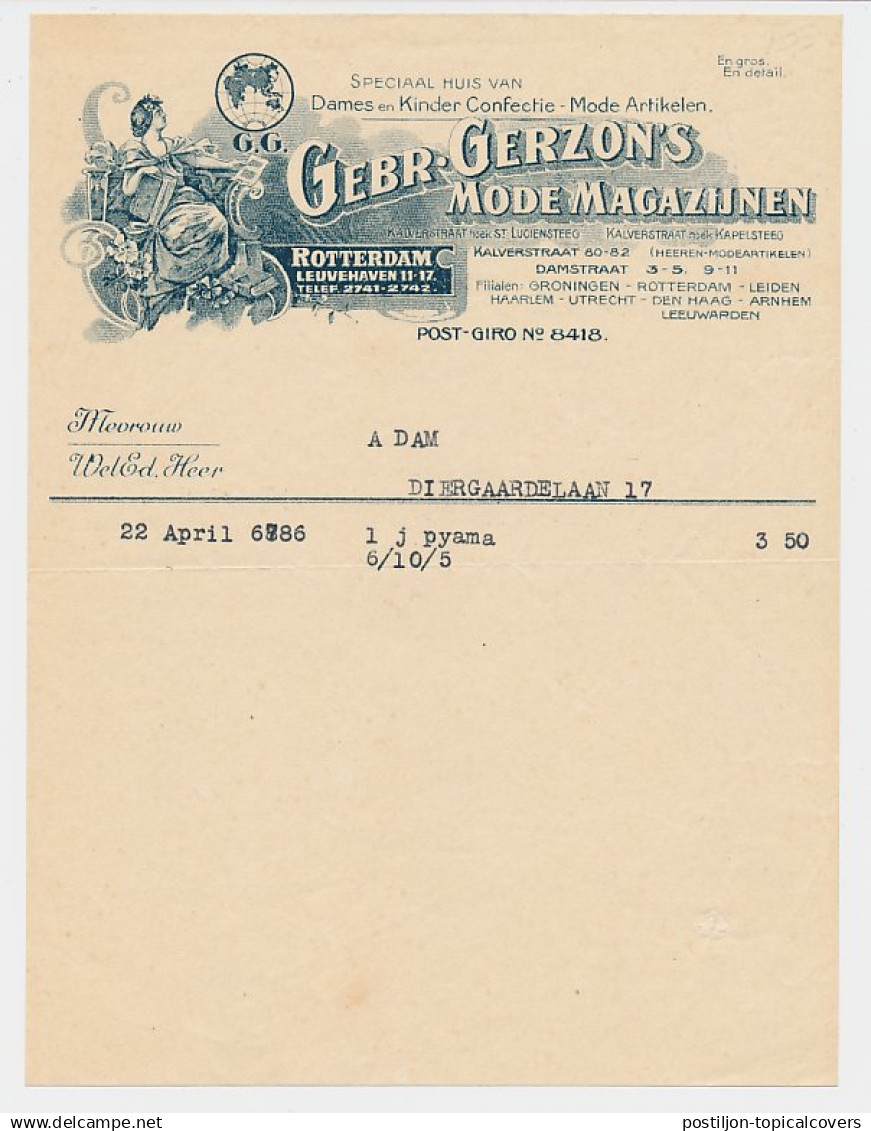 En gros.
En detail.
SPECIAAL HUIS VAN
DAMES en KINDER CONFECTIE - MODE ARTIKELEN.
G.G.
GEBR. GERZON'S
MODE MAGAZIJNEN
KALVERSTRAAT hoek ST. LUCIENSTEEG KALVERSTRAAT hoek KAPELSTEEG
ROTTERDAM
LEUVEHAVEN 11-17.
TELEF. 2741-2742.
KALVERSTRAAT 80-82 (HEEREN-MODEARTIKELEN)
DAMSTRAAT 3-5. 9-11
Filialen: GRONINGEN - ROTTERDAM - LEIDEN
HAARLEM - UTRECHT - DEN HAAG - ARNHEM
LEEUWARDEN
POST-GIRO No 8418.
Mevrouw
WelEd. Heer
A DAM
DIERGAARDELAAN 17
22 April 1 j pyama 3 50
6/10/5
postiljon-topicalcovers
delcampe.net